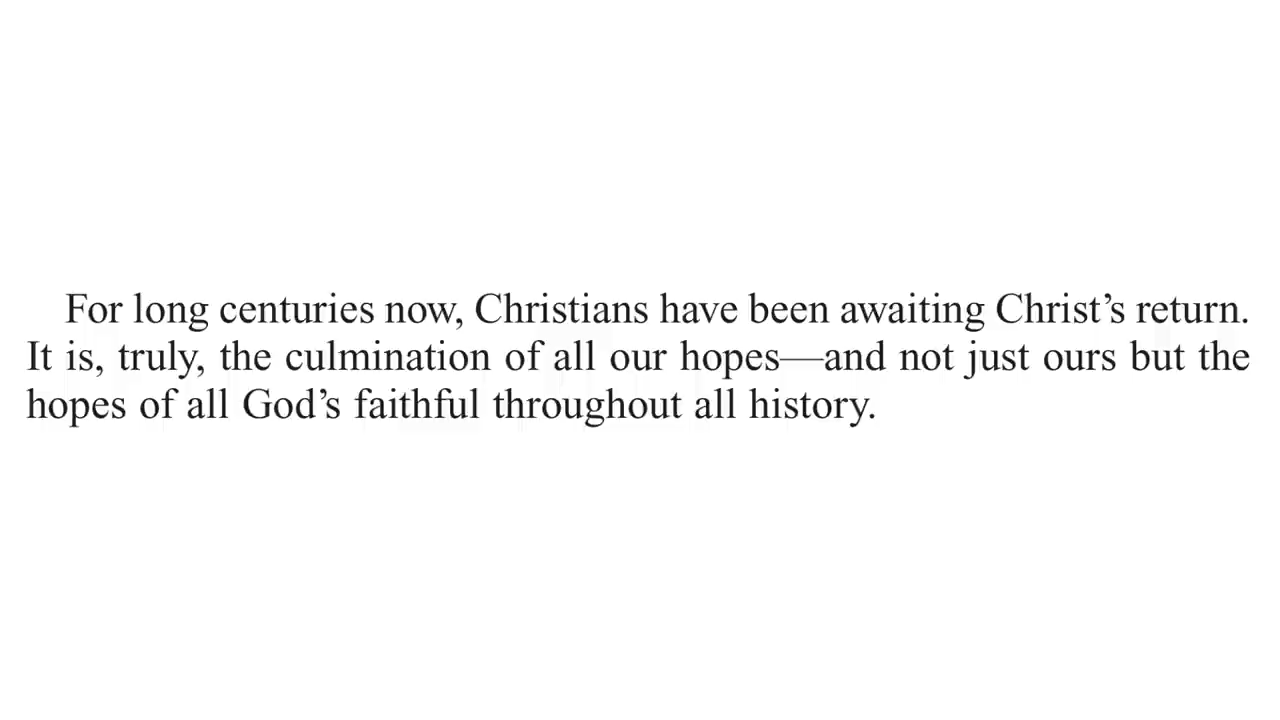 For long centuries now, Christians have been awaiting Christ’s return.
It is, truly, the culmination of all our hopes—and not just ours but the
hopes of all God’s faithful throughout all history.